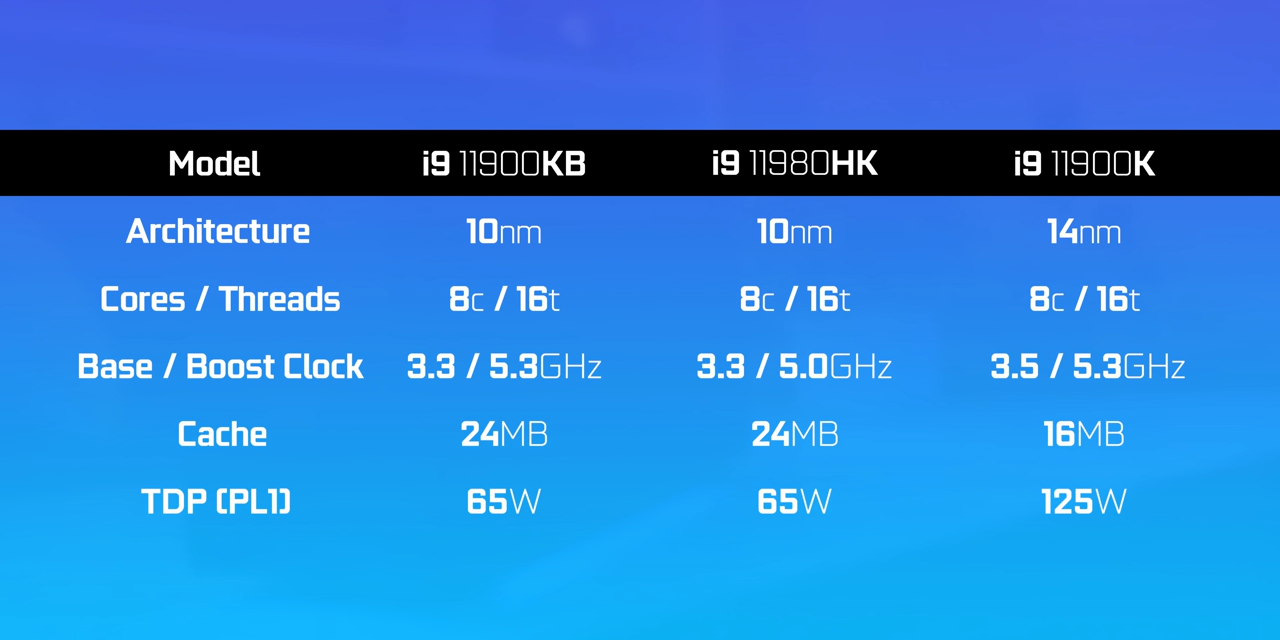 Model i9 11900KB i9 11980HK i9 11900K
Architecture 10nm 10nm 14nm
Cores / Threads 8c / 16t 8c / 16t 8c / 16t
Base / Boost Clock 3.3 / 5.3GHz 3.3 / 5.0GHz 3.5 / 5.3GHz
Cache 24MB 24MB 16MB
TDP (PL1) 65W 65W 125W